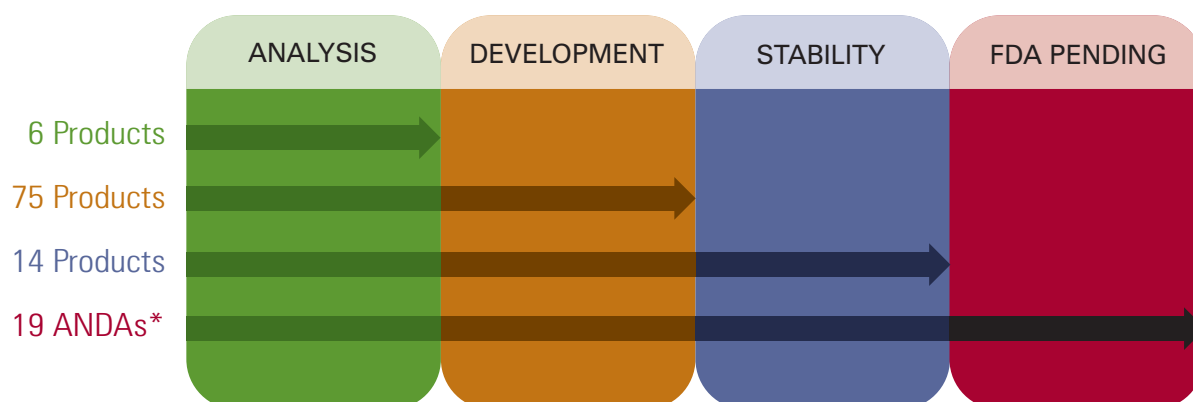 ANALYSIS DEVELOPMENT STABILITY FDA PENDING
6 Products
75 Products
14 Products
19 ANDAs*